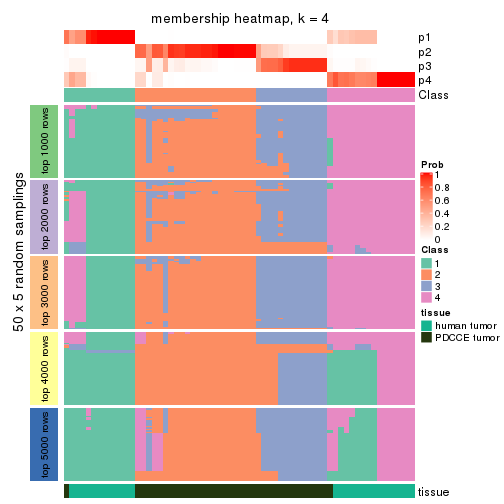 membership heatmap, k = 4
p1
p2
p3
p4
Class
50 x 5 random samplings
top 1000 rows
top 2000 rows
top 3000 rows
top 4000 rows
top 5000 rows
Prob
1
0.8
0.6
0.4
0.2
0
Class
1
2
3
4
tissue
human tumor
PDCCE tumor
tissue